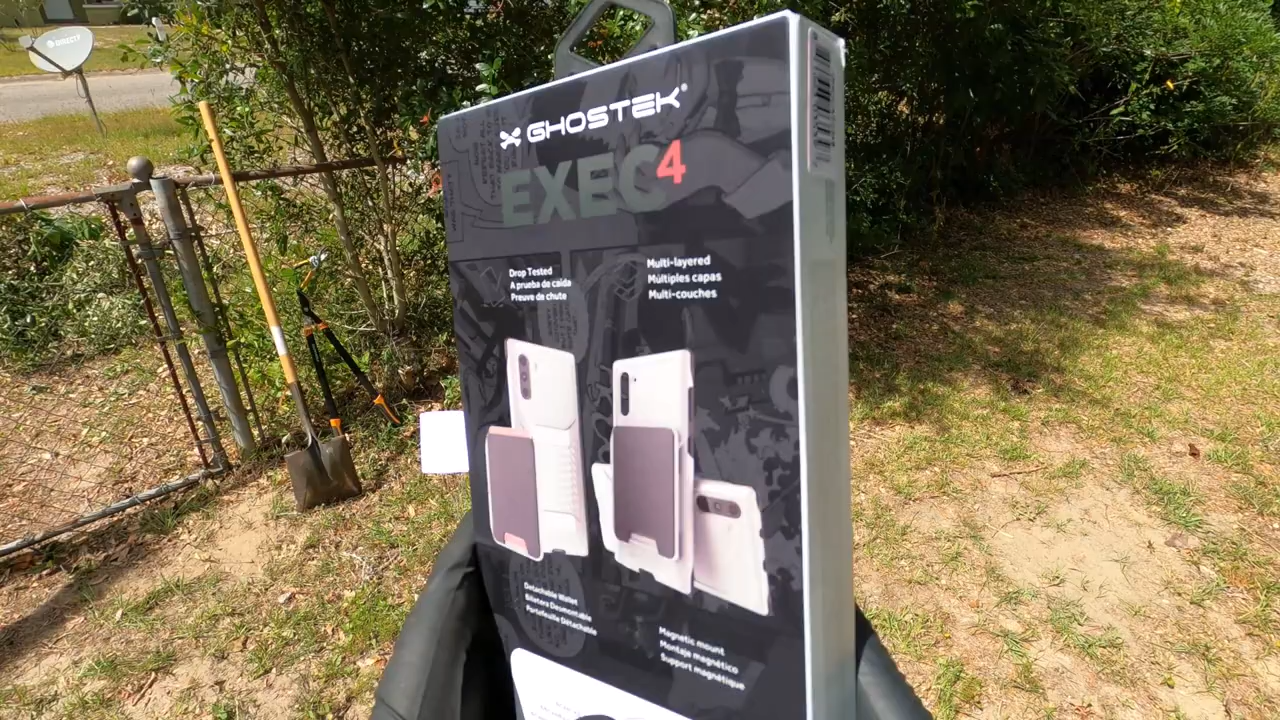 DIRECTV
GHOSTEK®
EXEC4
Drop Tested
A prueba de caída
Preuve de chute
Multi-layered
Múltiples capas
Multi-couches
Detachable Wallet
Billetera Desmontable
Portefeuille Détachable
Magnetic mount
Montaje magnético
Support magnétique